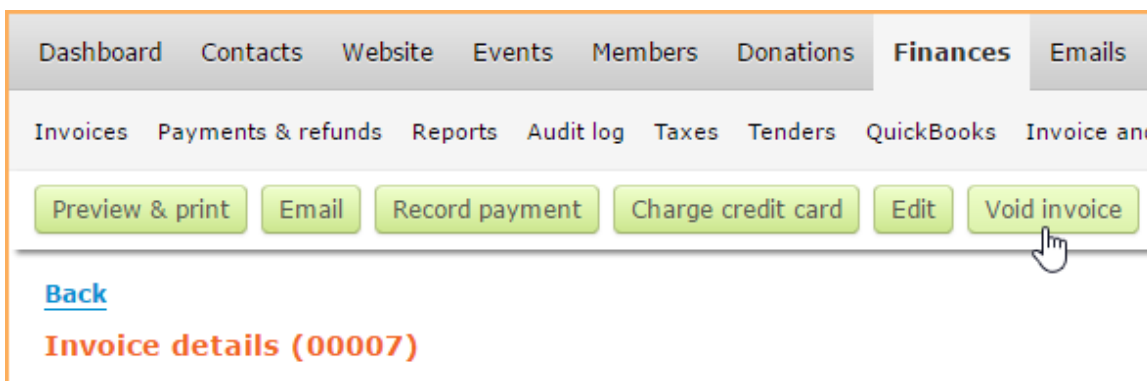 Dashboard Contacts Website Events Members Donations Finances Emails
Invoices Payments & refunds Reports Audit log Taxes Tenders QuickBooks Invoice
Preview & print Email Record payment Charge credit card Edit Void invoice
Back
Invoice details (00007)